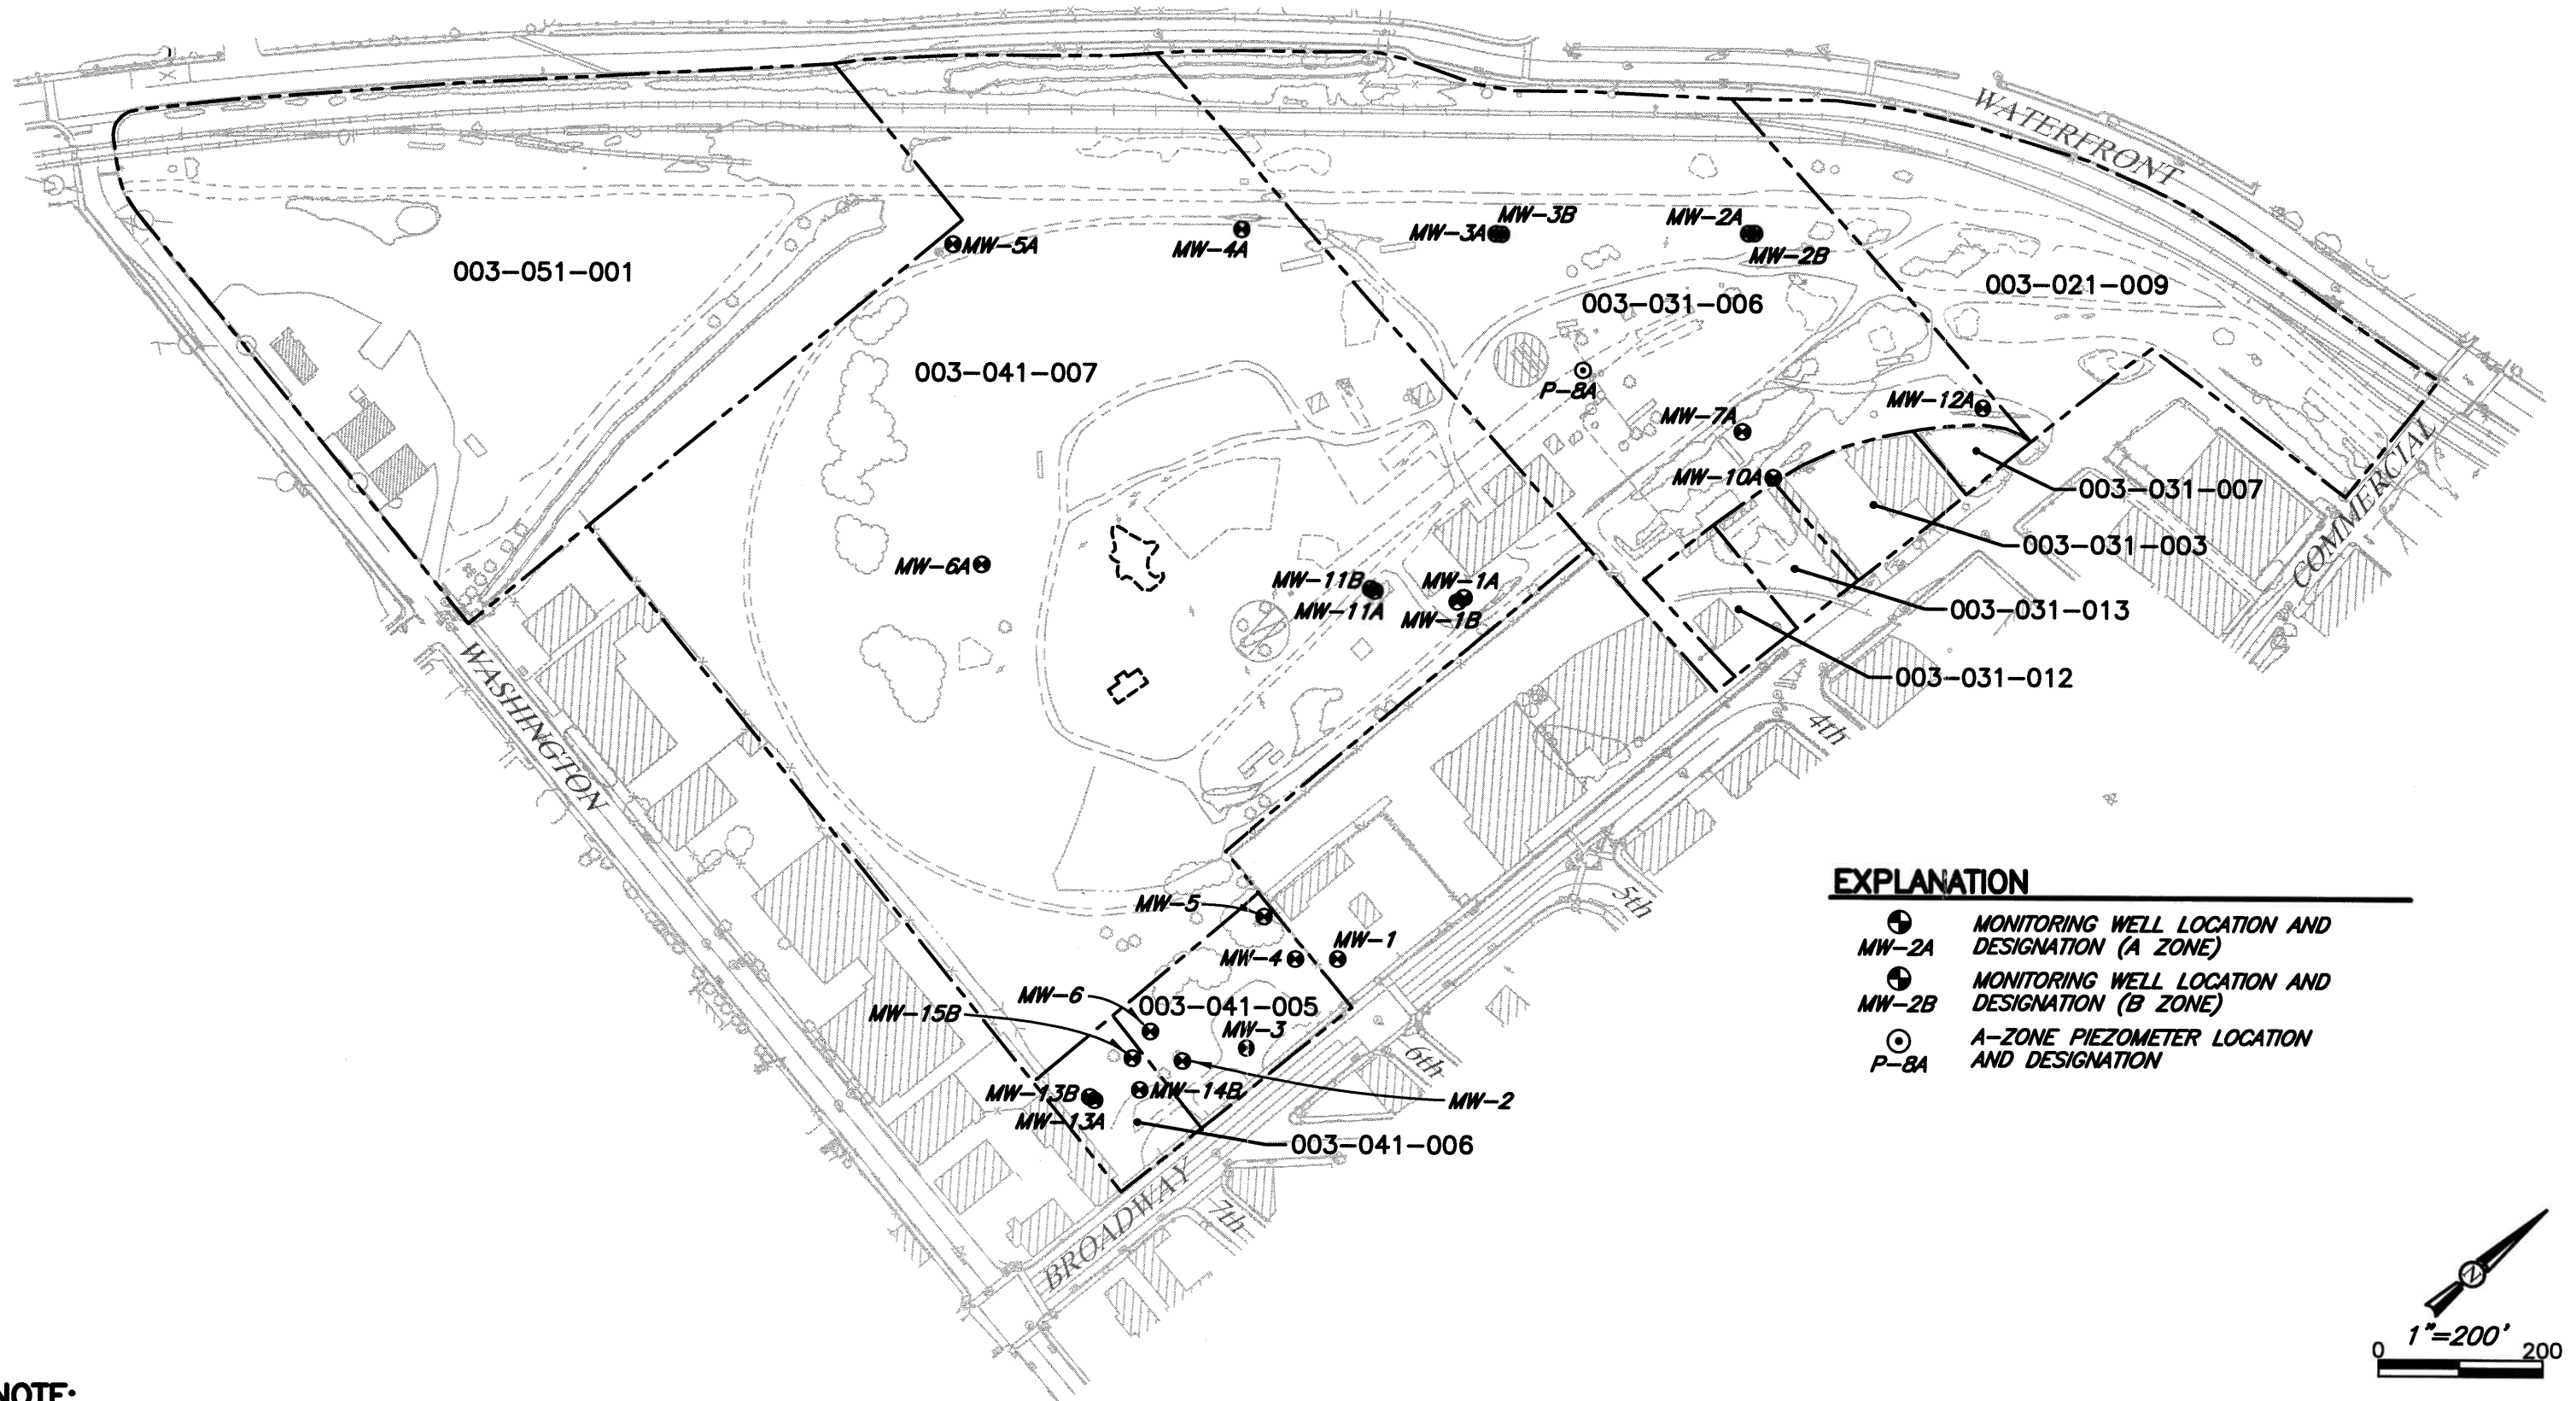 WATERFRONT
MW-3B
MW-2A
MW-3A
MW-5A
MW-4A
MW-2B
003-051-001
003-021-009
003-031-006
003-041-007
P-8A
MW-12A
MW-7A
MW-10A
003-031-007
COMMERCIAL
003-031-003
MW-6A
MW-11B
MW-1A
MW-11A
MW-1B
003-031-013
003-031-012
WASHINGTON
4th
5th
MW-5
MW-1
MW-4
MW-6
003-041-005
MW-15B
MW-3
6th
MW-13B
MW-14B
MW-2
MW-13A
003-041-006
BROADWAY
7th
EXPLANATION
MONITORING WELL LOCATION AND
MW-2A DESIGNATION (A ZONE)
MONITORING WELL LOCATION AND
MW-2B DESIGNATION (B ZONE)
A-ZONE PIEZOMETER LOCATION
P-8A AND DESIGNATION
N
1"=200'
0 200
NOTE: